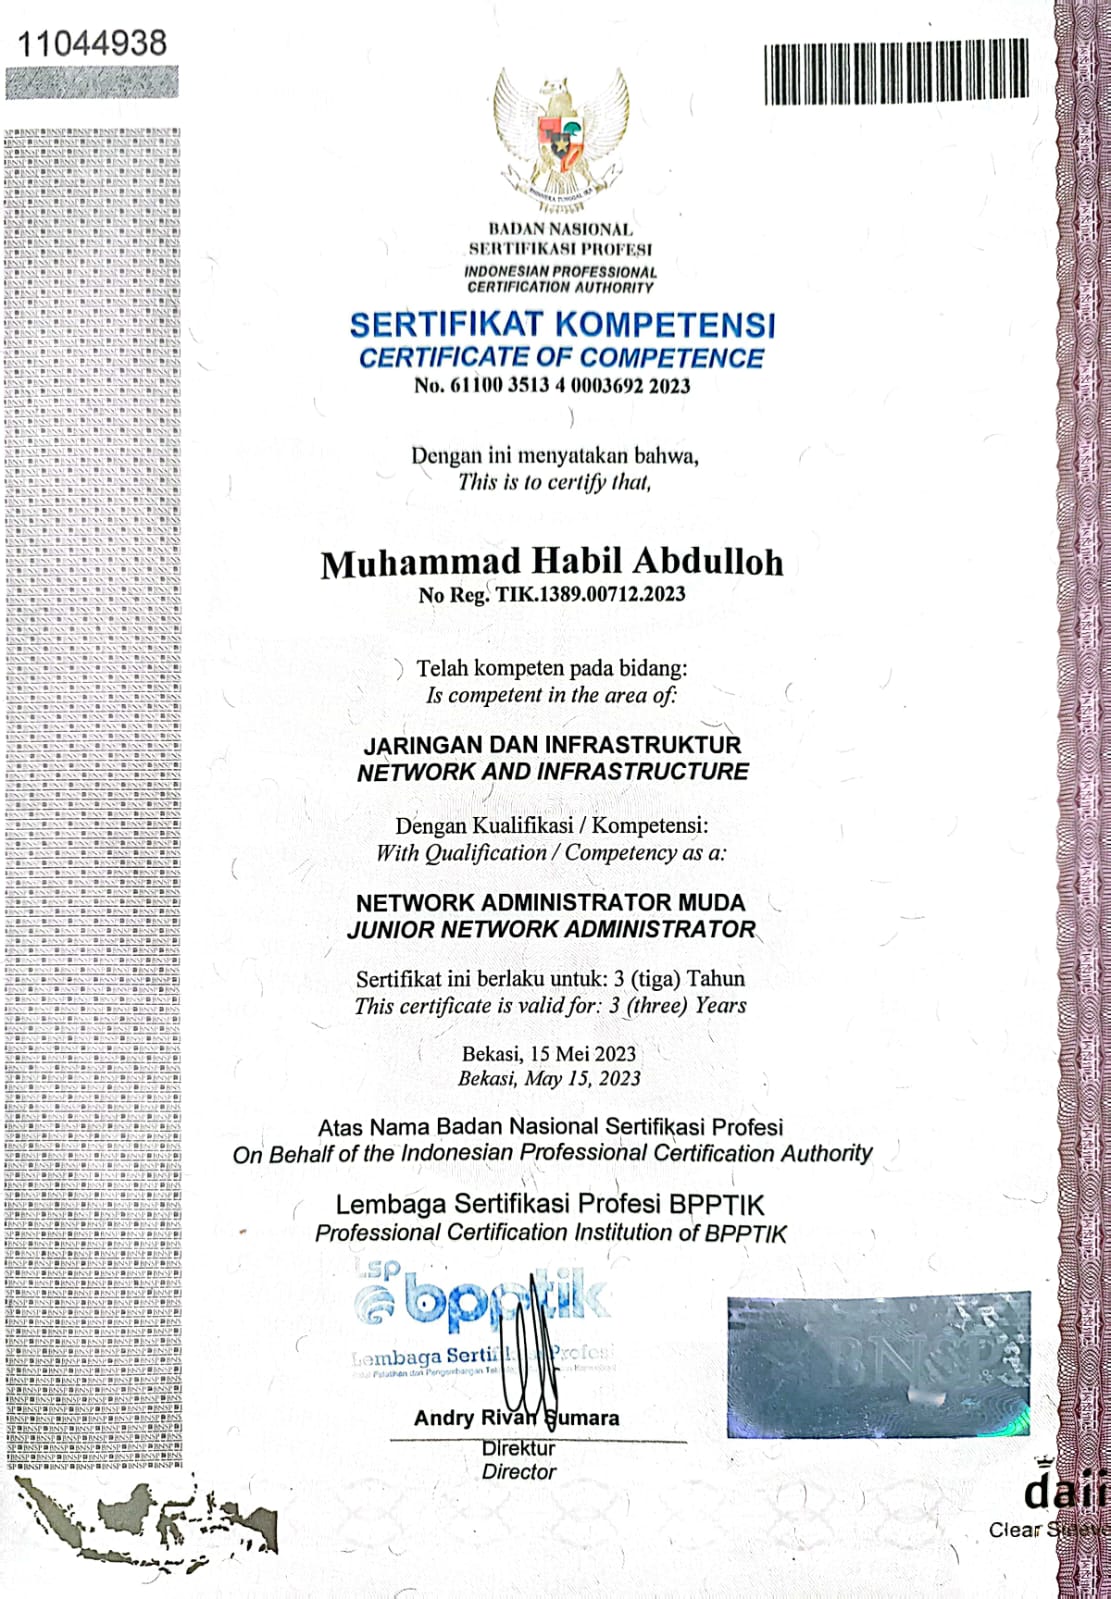 11044938
BADAN NASIONAL
SERTIFIKASI PROFESI
INDONESIAN PROFESSIONAL
CERTIFICATION AUTHORITY
SERTIFIKAT KOMPETENSI
CERTIFICATE OF COMPETENCE
No. 61100 3513 4 0003692 2023
Dengan ini menyatakan bahwa,
This is to certify that,
Muhammad Habil Abdulloh
No Reg. TIK.1389.00712.2023
Telah kompeten pada bidang:
Is competent in the area of:
JARINGAN DAN INFRASTRUKTUR
NETWORK AND INFRASTRUCTURE
Dengan Kualifikasi / Kompetensi:
With Qualification / Competency as a:
NETWORK ADMINISTRATOR MUDA
JUNIOR NETWORK ADMINISTRATOR
Sertifikat ini berlaku untuk: 3 (tiga) Tahun
This certificate is valid for: 3 (three) Years
Bekasi, 15 Mei 2023
Bekasi, May 15, 2023
Atas Nama Badan Nasional Sertifikasi Profesi
On Behalf of the Indonesian Professional Certification Authority
Lembaga Sertifikasi Profesi BPPTIK
Professional Certification Institution of BPPTIK
LSP
bpptik
Lembaga Profesi
BNSP
Andry Rivan Sumara
Direktur
Director
daii
Clear Sleeve